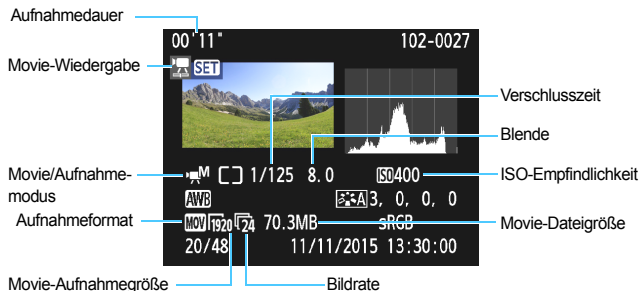 Aufnahmedauer
00'11" 102-0027
Movie-Wiedergabe
SET
Verschlusszeit
Blende
Movie/Aufnahme-
modus
M 1/125 8.0 ISO 400
ISO-Empfindlichkeit
AWB A 3, 0, 0, 0
Aufnahmeformat
MOV 1920 24 70.3MB sRGB
Movie-Dateigröße
20/48 11/11/2015 13:30:00
Movie-Aufnahmegröße
Bildrate